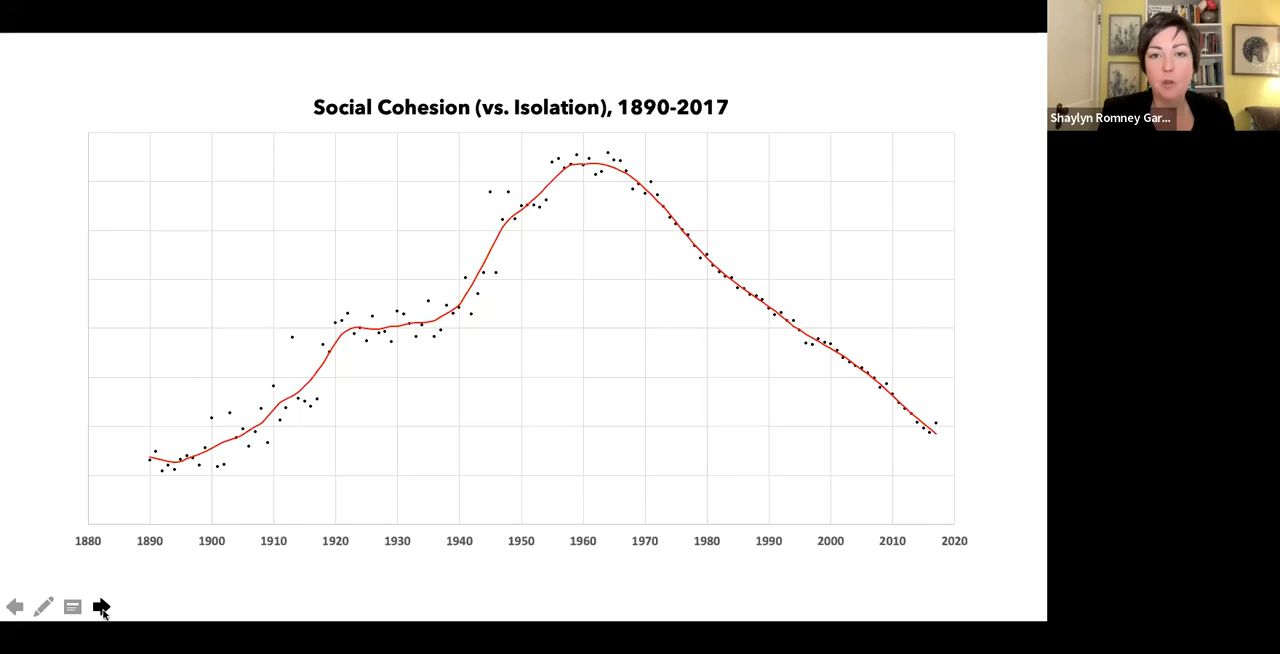 Social Cohesion (vs. Isolation), 1890-2017
Shaylyn Romney Gar...
1880 1890 1900 1910 1920 1930 1940 1950 1960 1970 1980 1990 2000 2010 2020